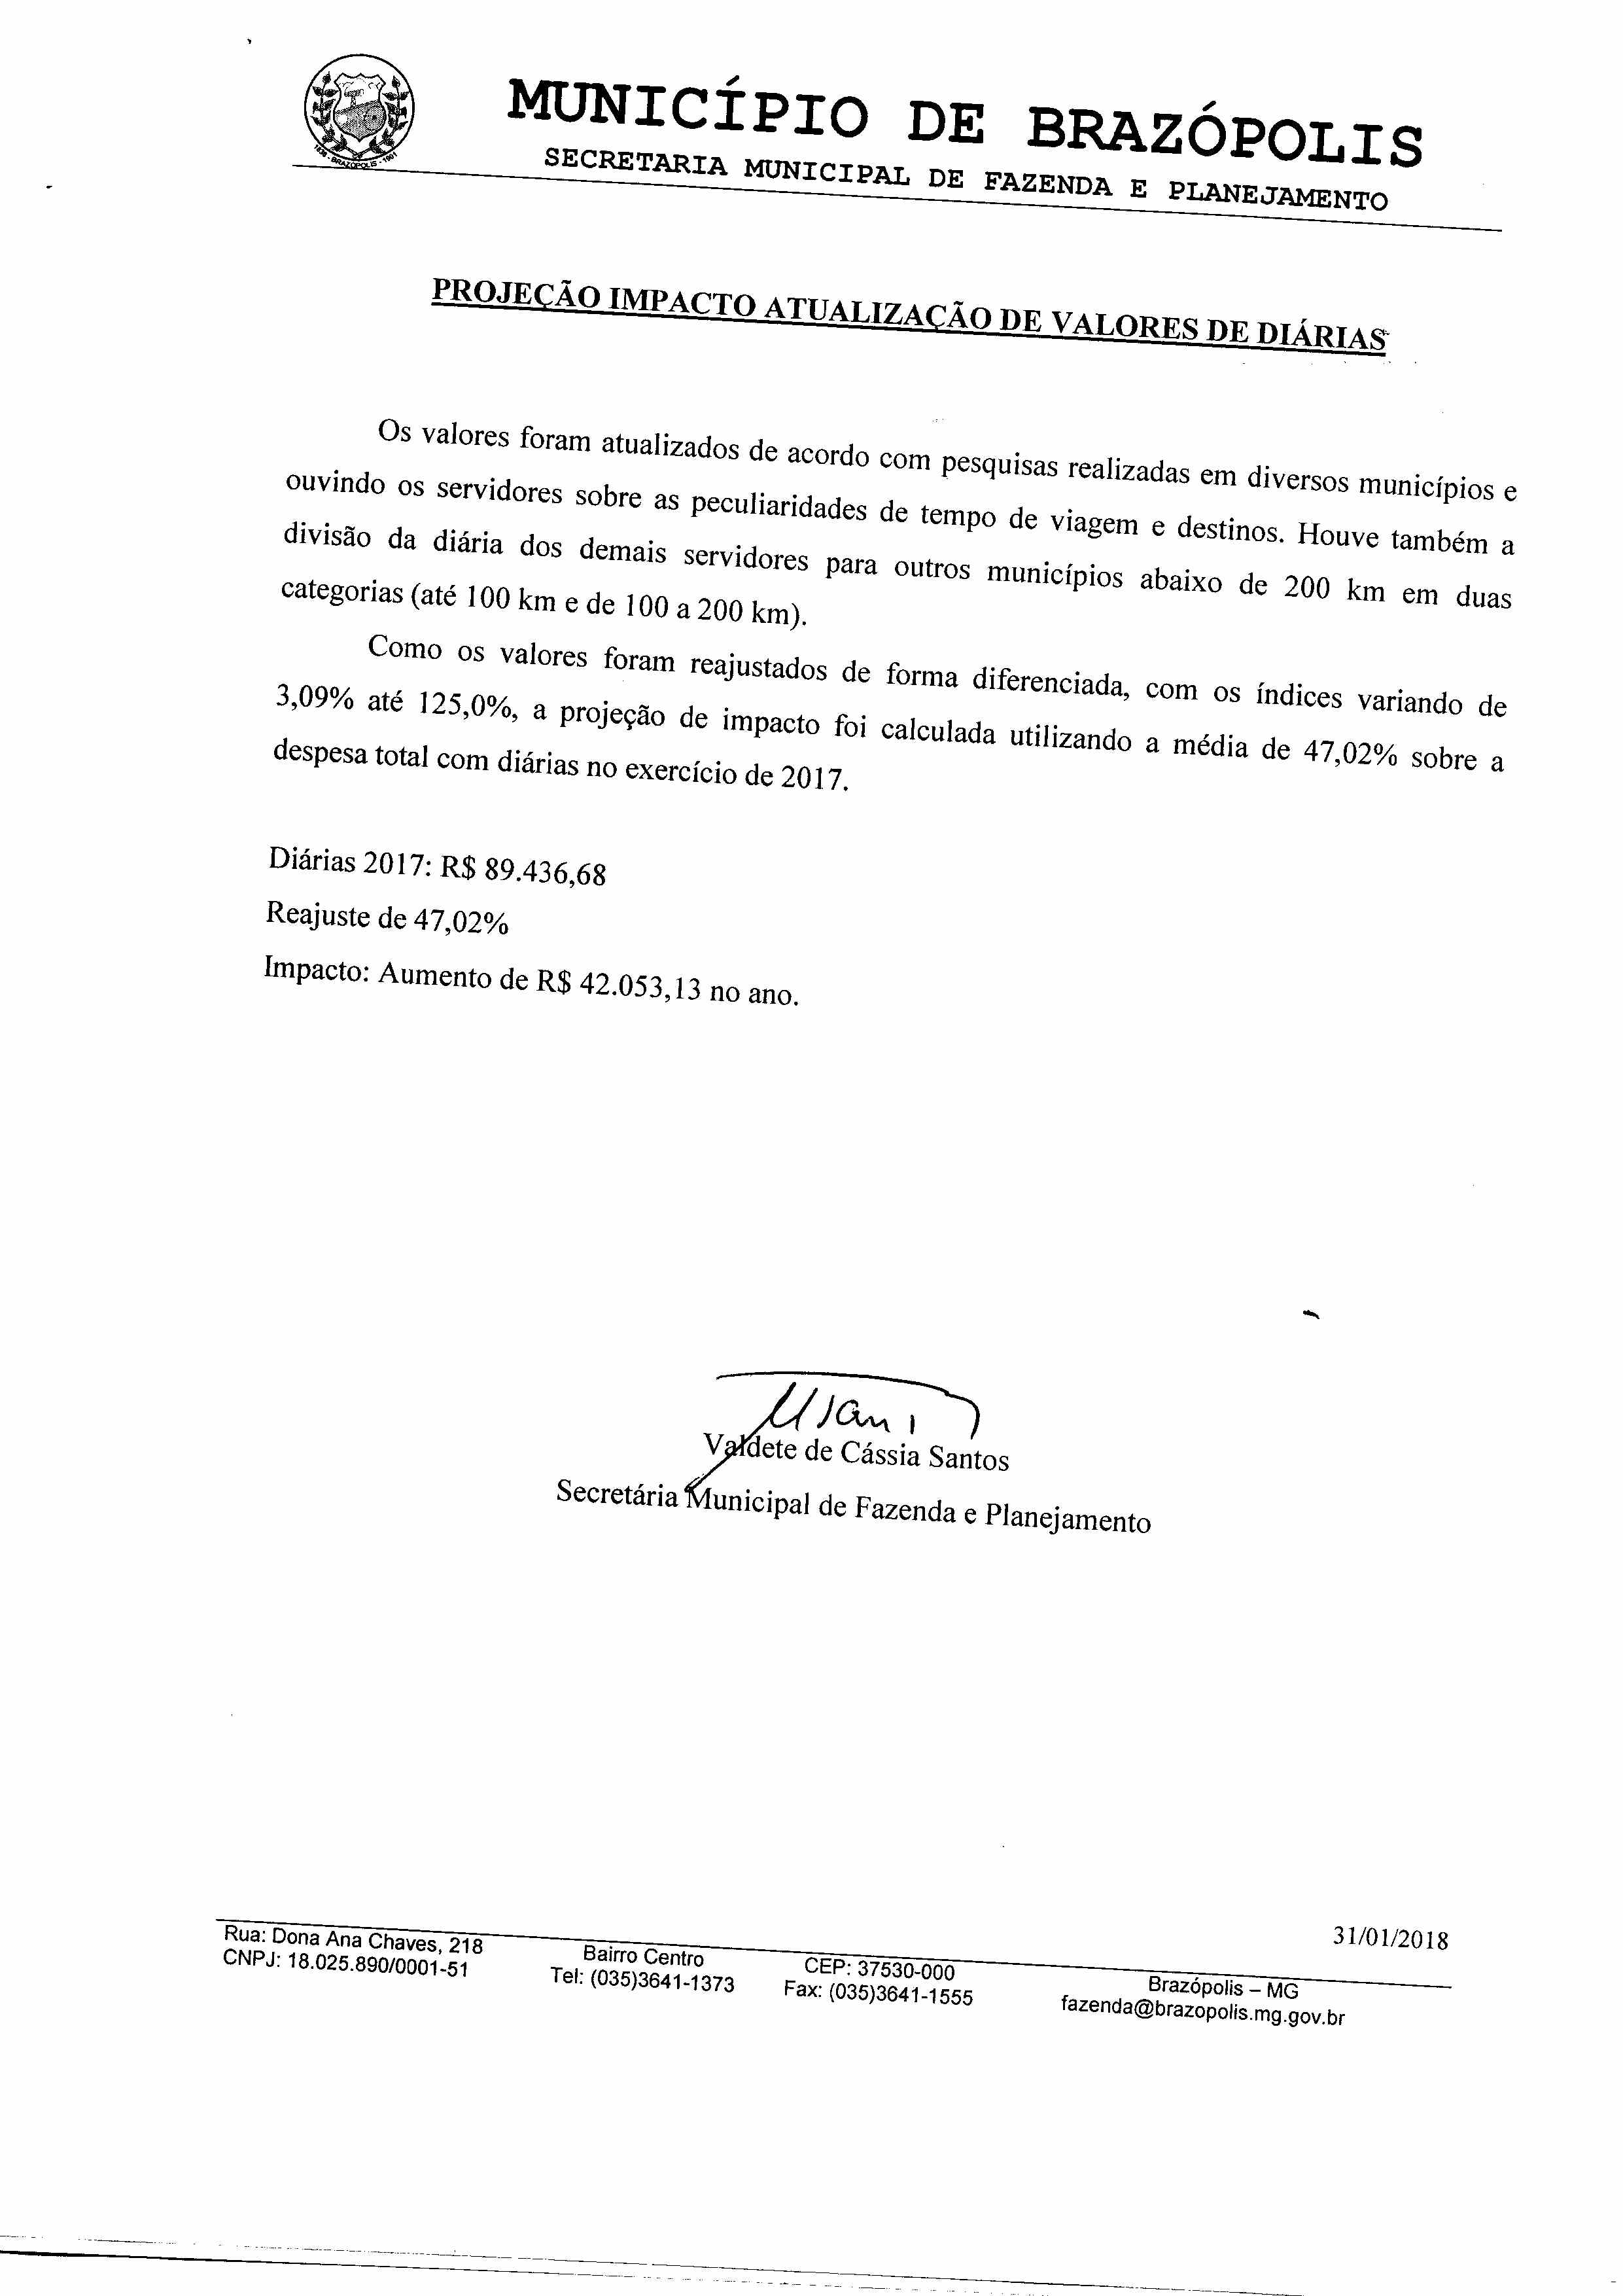 MUNICÍPIO DE BRAZÓPOLIS
SECRETARIA MUNICIPAL DE FAZENDA E PLANEJAMENTO
1838 - BRAZÓPOLIS - 1901
PROJEÇÃO IMPACTO ATUALIZAÇÃO DE VALORES DE DIÁRIAS
Os valores foram atualizados de acordo com pesquisas realizadas em diversos municípios e
ouvindo os servidores sobre as peculiaridades de tempo de viagem e destinos. Houve também a
divisão da diária dos demais servidores para outros municípios abaixo de 200 km em duas
categorias (até 100 km e de 100 a 200 km).
Como os valores foram reajustados de forma diferenciada, com os índices variando de
3,09% até 125,0%, a projeção de impacto foi calculada utilizando a média de 47,02% sobre a
despesa total com diárias no exercício de 2017.
Diárias 2017: R$ 89.436,68
Reajuste de 47,02%
Impacto: Aumento de R$ 42.053,13 no ano.
Valdete de Cássia Santos
Secretária Municipal de Fazenda e Planejamento
31/01/2018
Rua: Dona Ana Chaves, 218 Bairro Centro CEP: 37530-000 Brazópolis – MG
CNPJ: 18.025.890/0001-51 Tel: (035)3641-1373 Fax: (035)3641-1555 fazenda@brazopolis.mg.gov.br